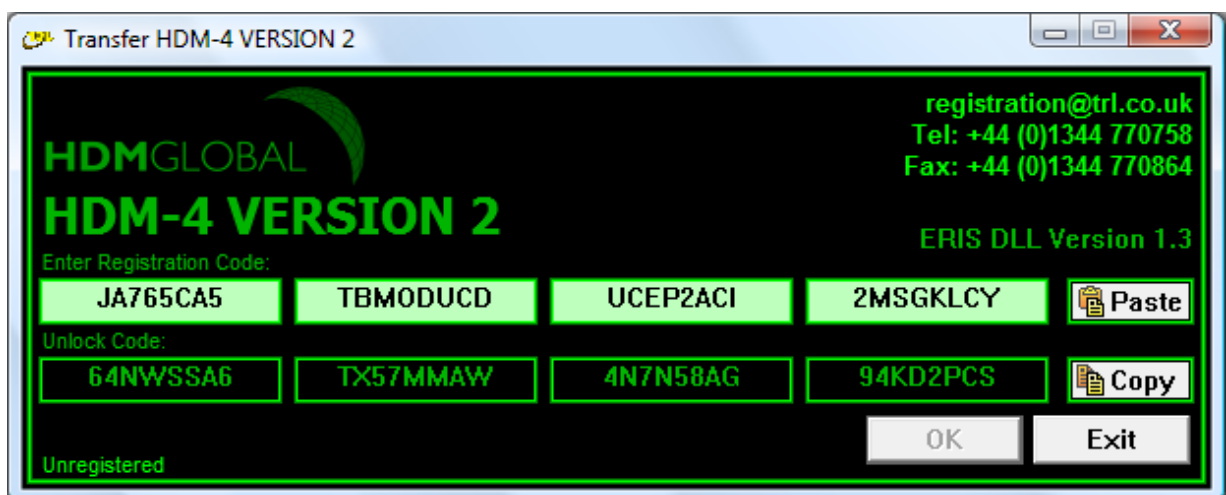 Transfer HDM-4 VERSION 2
registration@trl.co.uk
Tel: +44 (0)1344 770758
Fax: +44 (0)1344 770864
HDMGLOBAL
HDM-4 VERSION 2
ERIS DLL Version 1.3
Enter Registration Code:
JA765CA5 TBMODUCD UCEP2ACI 2MSGKLCY Paste
Unlock Code:
64NWSSA6 TX57MMAW 4N7N58AG 94KD2PCS Copy
OK Exit
Unregistered